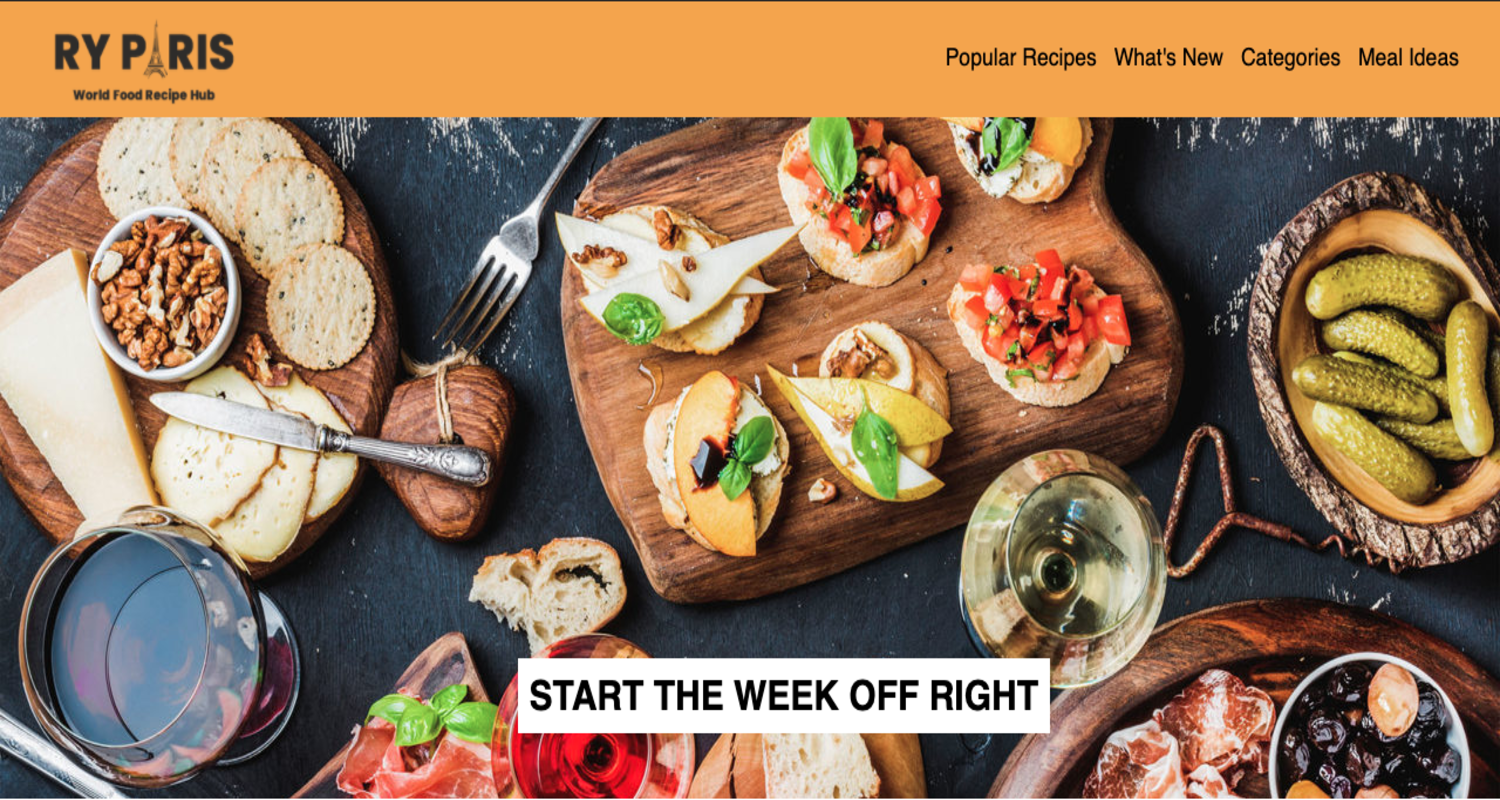 RY PARIS
World Food Recipe Hub
Popular Recipes What's New Categories Meal Ideas
START THE WEEK OFF RIGHT